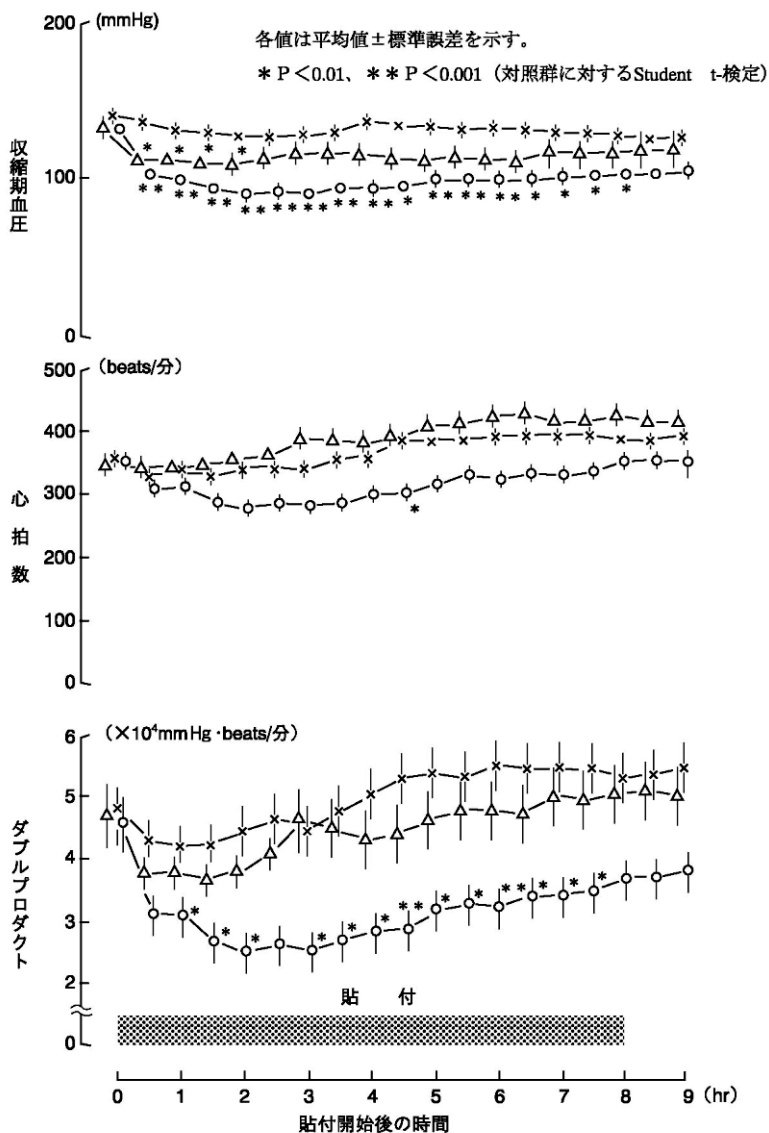 (mmHg)
各値は平均値±標準誤差を示す。
＊P＜0.01、＊＊P＜0.001（対照群に対するStudent t-検定）
200
100
0
収縮期血圧
(beats/分)
500
400
300
200
100
0
心拍数
(×10⁴mmHg・beats/分)
6
5
4
3
2
0
ダブルプロダクト
貼 付
0 1 2 3 4 5 6 7 8 9 (hr)
貼付開始後の時間